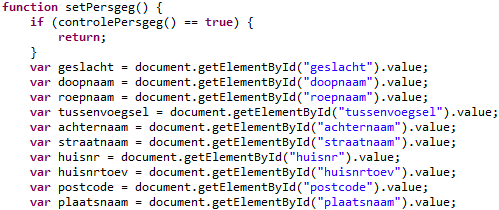 function setPersgeg() {
    if (controlePersgeg() == true) {
        return;
    }
    var geslacht = document.getElementById("geslacht").value;
    var doopnaam = document.getElementById("doopnaam").value;
    var roepnaam = document.getElementById("roepnaam").value;
    var tussenvoegsel = document.getElementById("tussenvoegsel").value;
    var achternaam = document.getElementById("achternaam").value;
    var straatnaam = document.getElementById("straatnaam").value;
    var huisnr = document.getElementById("huisnr").value;
    var huisnrtoev = document.getElementById("huisnrtoev").value;
    var postcode = document.getElementById("postcode").value;
    var plaatsnaam = document.getElementById("plaatsnaam").value;